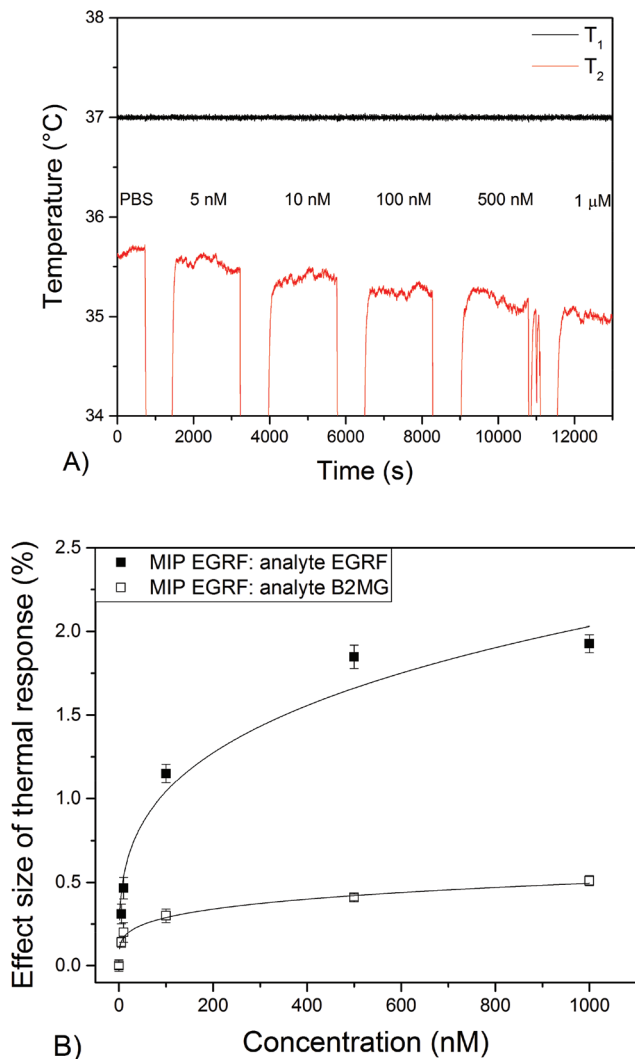 38
37
36
35
34
Temperature (°C)
T₁
T₂
PBS 5 nM 10 nM 100 nM 500 nM 1 µM
0 2000 4000 6000 8000 10000 12000
Time (s)
A)
2.5
2.0
1.5
1.0
0.5
0.0
Effect size of thermal response (%)
MIP EGRF: analyte EGRF
MIP EGRF: analyte B2MG
0 200 400 600 800 1000
Concentration (nM)
B)